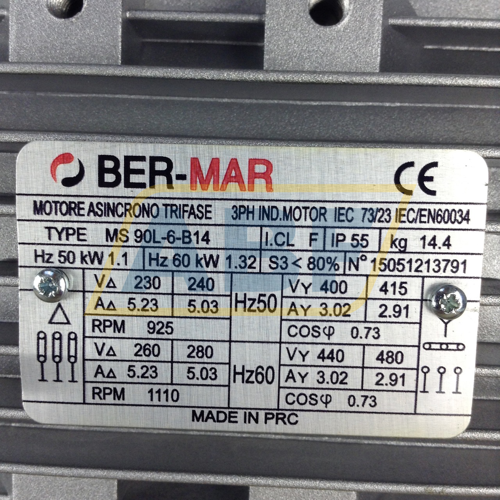 BER-MAR CE
MOTORE ASINCRONO TRIFASE 3PH IND.MOTOR IEC 73/23 IEC/EN60034
TYPE MS 90L-6-B14 I.CL F IP 55 kg 14.4
Hz 50 kW 1.1 Hz 60 kW 1.32 S3 < 80% N° 15051213791
V△ 230 240 Hz50 VY 400 415
A△ 5.23 5.03 AY 3.02 2.91
RPM 925 COSφ 0.73
V△ 260 280 Hz60 VY 440 480
A△ 5.23 5.03 AY 3.02 2.91
RPM 1110 COSφ 0.73
MADE IN PRC